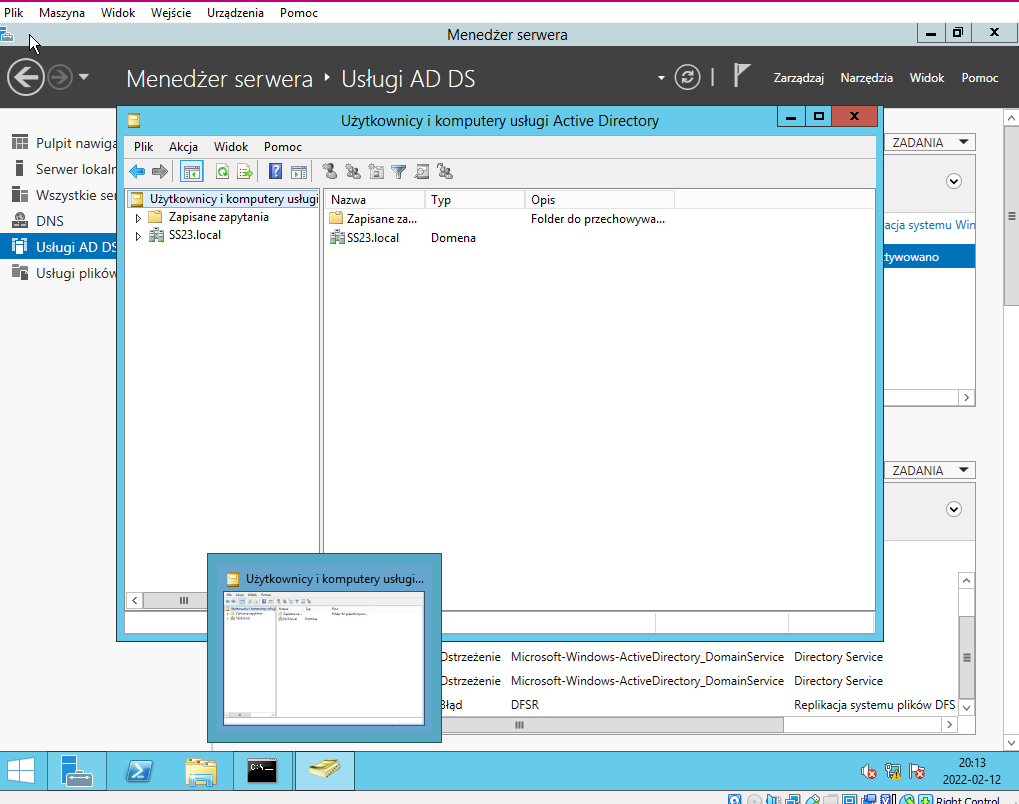 Plik Maszyna Widok Wejście Urządzenia Pomoc
Menedżer serwera
Menedżer serwera Usługi AD DS
Zarządzaj Narzędzia Widok Pomoc
Użytkownicy i komputery usługi Active Directory
Plik Akcja Widok Pomoc
Pulpit nawiga
Serwer lokaln
Wszystkie ser
DNS
Usługi AD DS
Usługi plików
Użytkownicy i komputery usługi
Zapisane zapytania
SS23.local
Nazwa Typ Opis
Zapisane za... Folder do przechowywa...
SS23.local Domena
ZADANIA
acja systemu Win
tywowano
ZADANIA
Użytkownicy i komputery usługi...
Ostrzeżenie Microsoft-Windows-ActiveDirectory_DomainService Directory Service
Ostrzeżenie Microsoft-Windows-ActiveDirectory_DomainService Directory Service
Błąd DFSR Replikacja systemu plików DFS
20:13
2022-02-12
Right Control